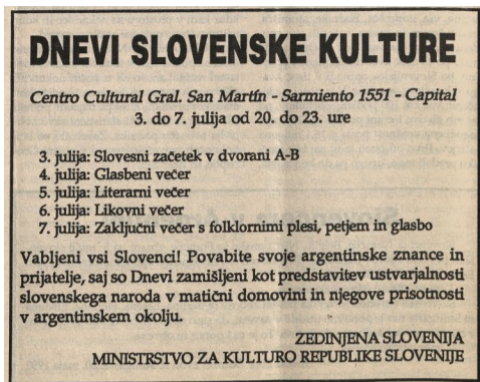 DNEVI SLOVENSKE KULTURE
Centro Cultural Gral. San Martín - Sarmiento 1551 - Capital
3. do 7. julija od 20. do 23. ure
3. julija: Slovesni začetek v dvorani A-B
4. julija: Glasbeni večer
5. julija: Literarni večer
6. julija: Likovni večer
7. julija: Zaključni večer s folklornimi plesi, petjem in glasbo
Vabljeni vsi Slovenci! Povabite svoje argentinske znance in
prijatelje, saj so Dnevi zamišljeni kot predstavitev ustvarjalnosti
slovenskega naroda v matični domovini in njegove prisotnosti
v argentinskem okolju.
ZEDINJENA SLOVENIJA
MINISTRSTVO ZA KULTURO REPUBLIKE SLOVENIJE